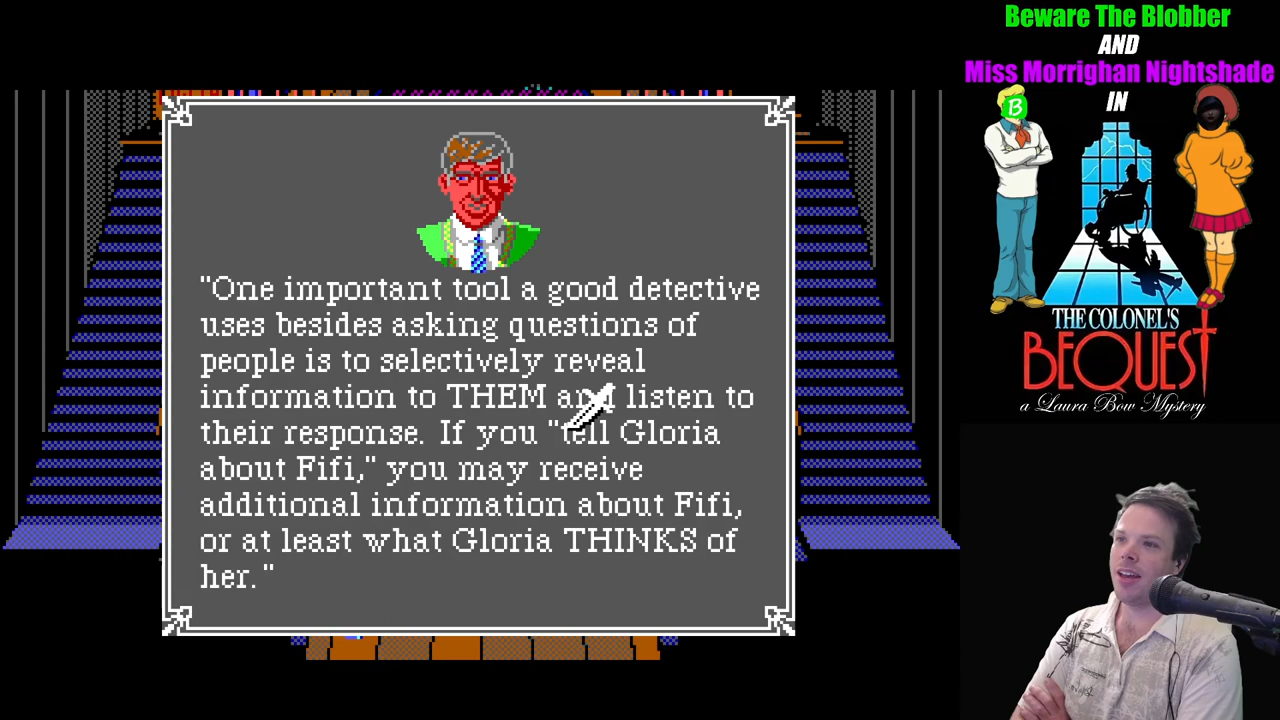 Beware The Blobber
AND
Miss Morrighan Nightshade
IN
B
THE COLONEL'S
BEQUEST
a Laura Bow Mystery
"One important tool a good detective
uses besides asking questions of
people is to selectively reveal
information to THEM and listen to
their response. If you "tell Gloria
about Fifi," you may receive
additional information about Fifi,
or at least what Gloria THINKS of
her."